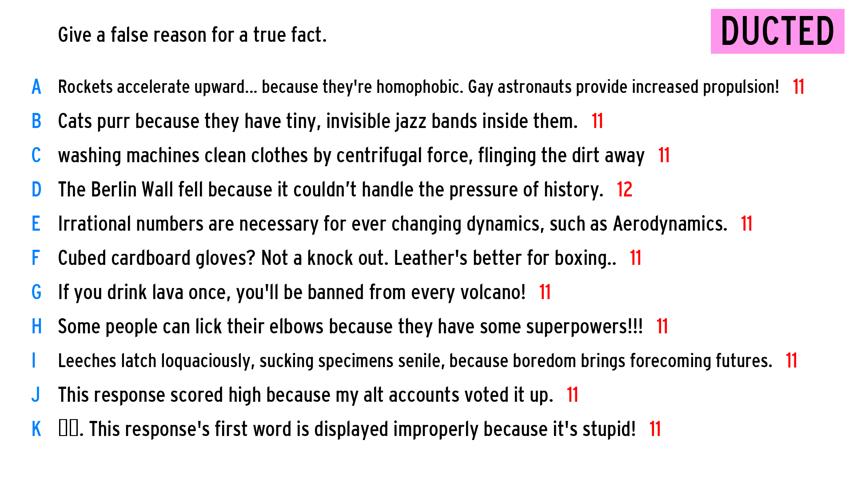 Give a false reason for a true fact.
DUCTED
A Rockets accelerate upward... because they're homophobic. Gay astronauts provide increased propulsion! 11
B Cats purr because they have tiny, invisible jazz bands inside them. 11
C washing machines clean clothes by centrifugal force, flinging the dirt away 11
D The Berlin Wall fell because it couldn’t handle the pressure of history. 12
E Irrational numbers are necessary for ever changing dynamics, such as Aerodynamics. 11
F Cubed cardboard gloves? Not a knock out. Leather's better for boxing.. 11
G If you drink lava once, you'll be banned from every volcano! 11
H Some people can lick their elbows because they have some superpowers!!! 11
I Leeches latch loquaciously, sucking specimens senile, because boredom brings forecoming futures. 11
J This response scored high because my alt accounts voted it up. 11
K ▯▯. This response's first word is displayed improperly because it's stupid! 11